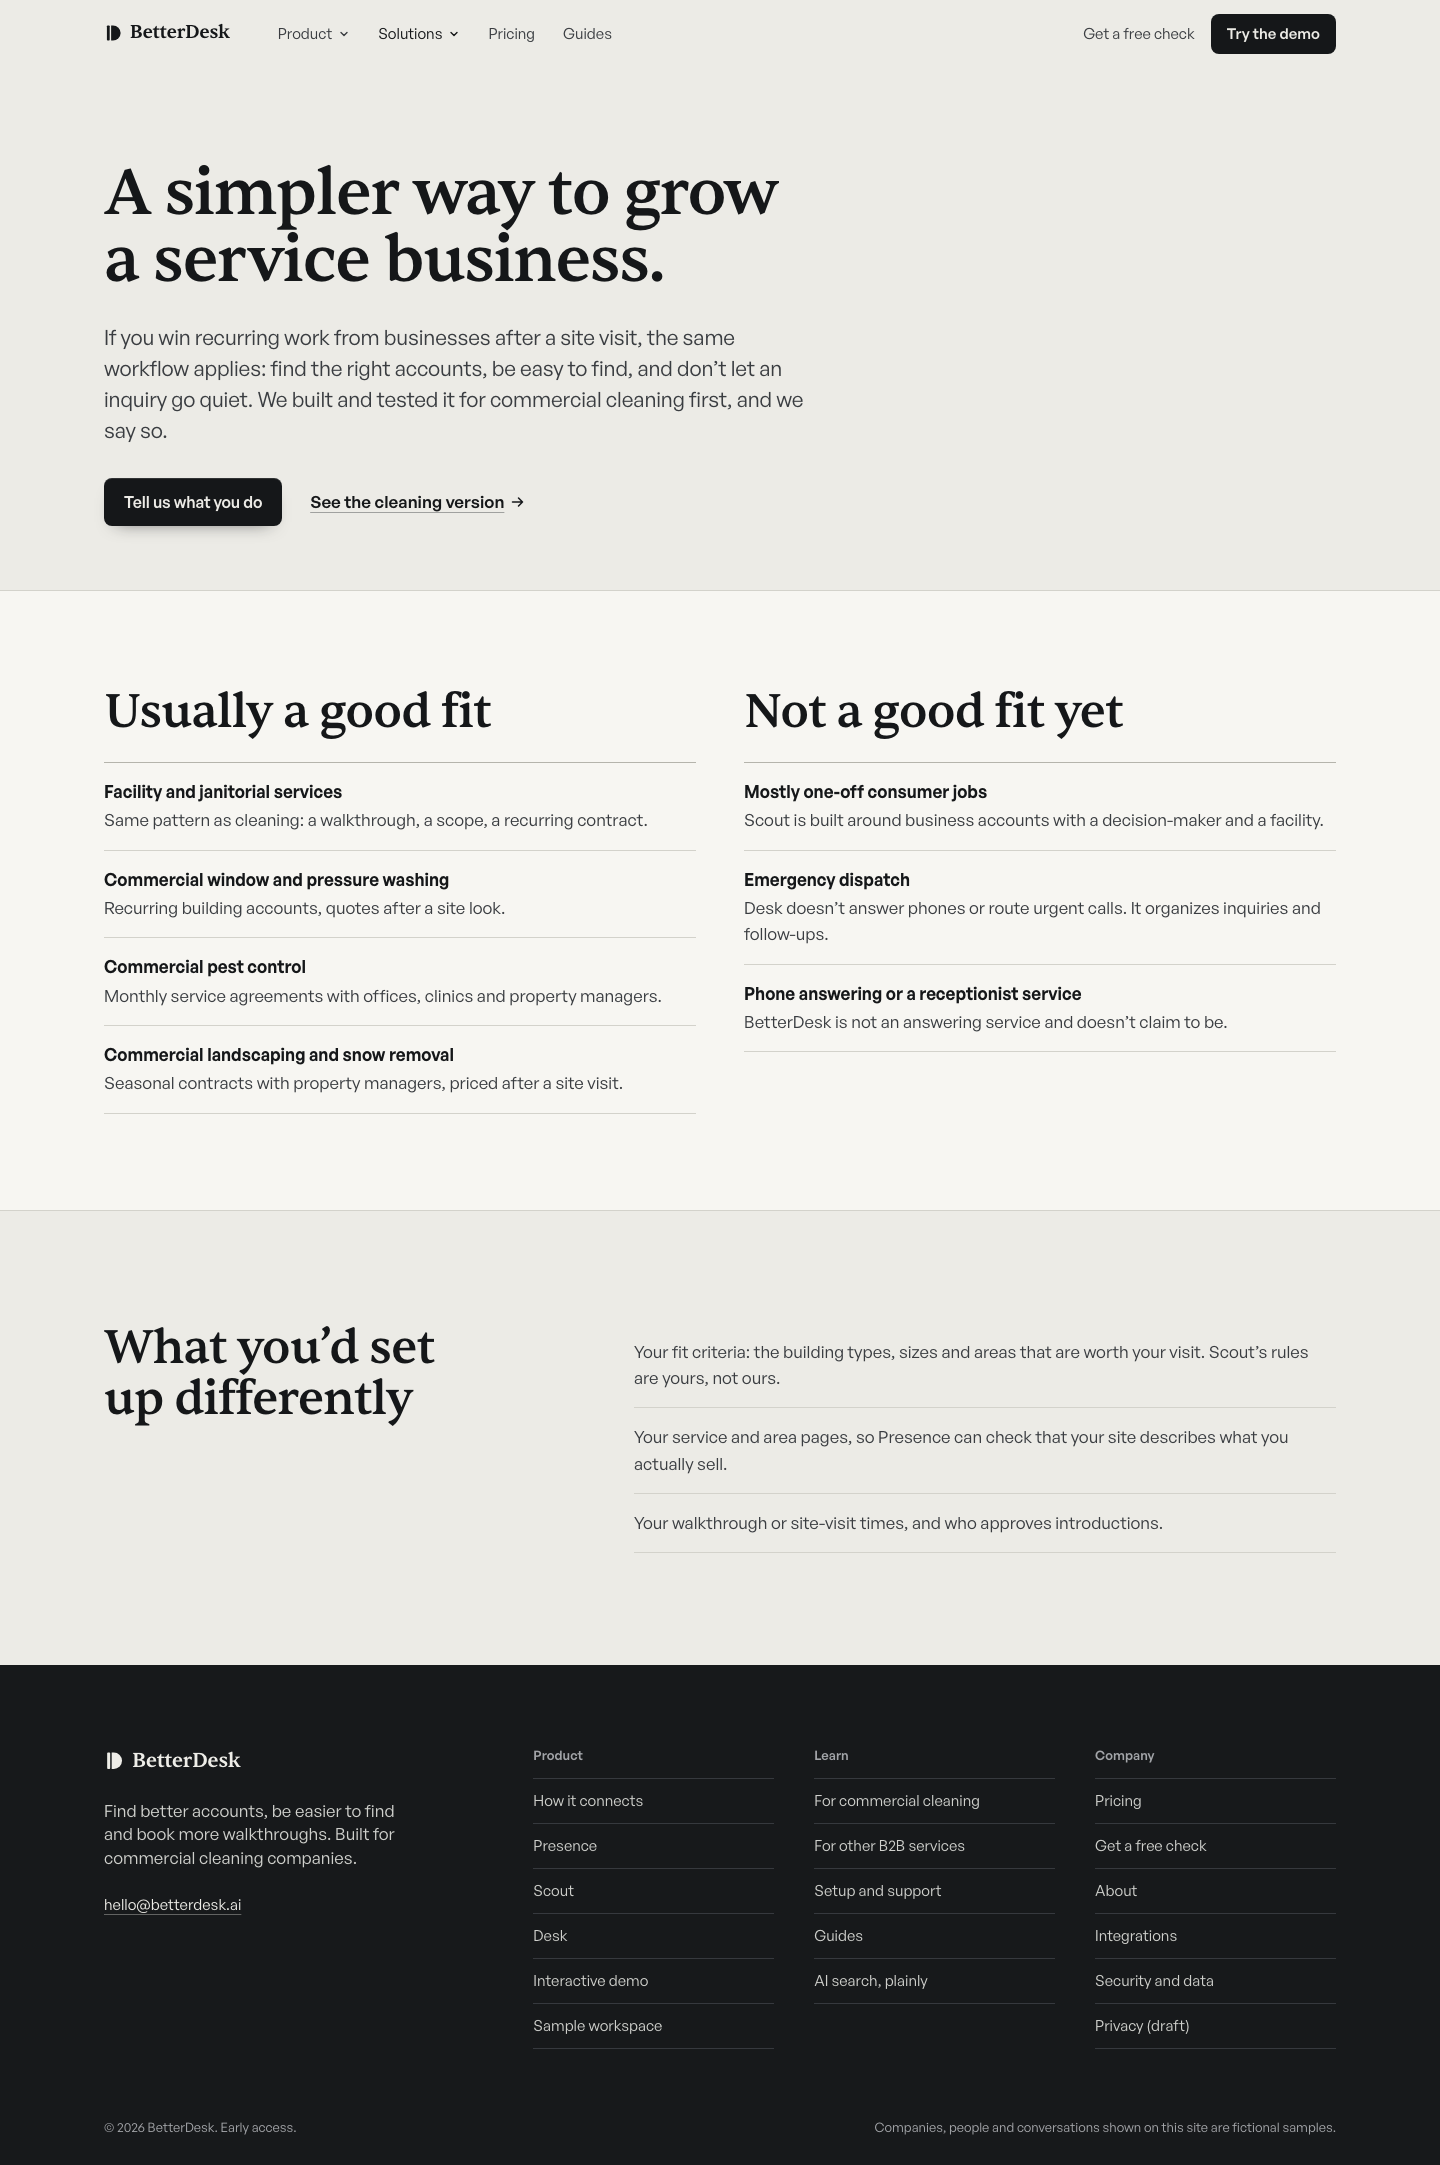 BetterDesk
Product
Solutions
Pricing
Guides
Get a free check
Try the demo
A simpler way to grow
a service business.
If you win recurring work from businesses after a site visit, the same
workflow applies: find the right accounts, be easy to find, and don’t let an
inquiry go quiet. We built and tested it for commercial cleaning first, and we
say so.
Tell us what you do
See the cleaning version →
Usually a good fit
Facility and janitorial services
Same pattern as cleaning: a walkthrough, a scope, a recurring contract.
Commercial window and pressure washing
Recurring building accounts, quotes after a site look.
Commercial pest control
Monthly service agreements with offices, clinics and property managers.
Commercial landscaping and snow removal
Seasonal contracts with property managers, priced after a site visit.
Not a good fit yet
Mostly one-off consumer jobs
Scout is built around business accounts with a decision-maker and a facility.
Emergency dispatch
Desk doesn’t answer phones or route urgent calls. It organizes inquiries and
follow-ups.
Phone answering or a receptionist service
BetterDesk is not an answering service and doesn’t claim to be.
What you’d set
up differently
Your fit criteria: the building types, sizes and areas that are worth your visit. Scout’s rules
are yours, not ours.
Your service and area pages, so Presence can check that your site describes what you
actually sell.
Your walkthrough or site-visit times, and who approves introductions.
BetterDesk
Find better accounts, be easier to find
and book more walkthroughs. Built for
commercial cleaning companies.
hello@betterdesk.ai
Product
How it connects
Presence
Scout
Desk
Interactive demo
Sample workspace
Learn
For commercial cleaning
For other B2B services
Setup and support
Guides
AI search, plainly
Company
Pricing
Get a free check
About
Integrations
Security and data
Privacy (draft)
© 2026 BetterDesk. Early access.
Companies, people and conversations shown on this site are fictional samples.